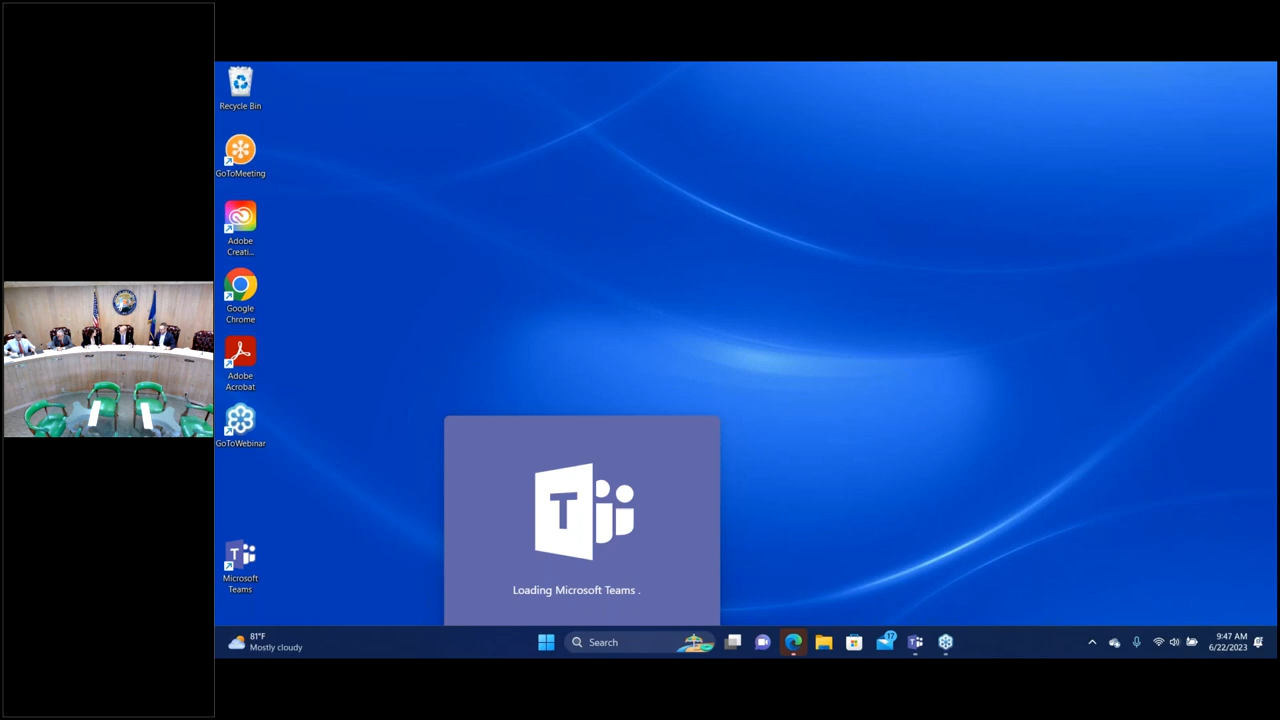 Recycle Bin
GoToMeeting
Adobe
Creati...
Google
Chrome
Adobe
Acrobat
GoToWebinar
T
Loading Microsoft Teams .
T
Microsoft
Teams
81°F
Mostly cloudy
Search
17
9:47 AM
6/22/2023